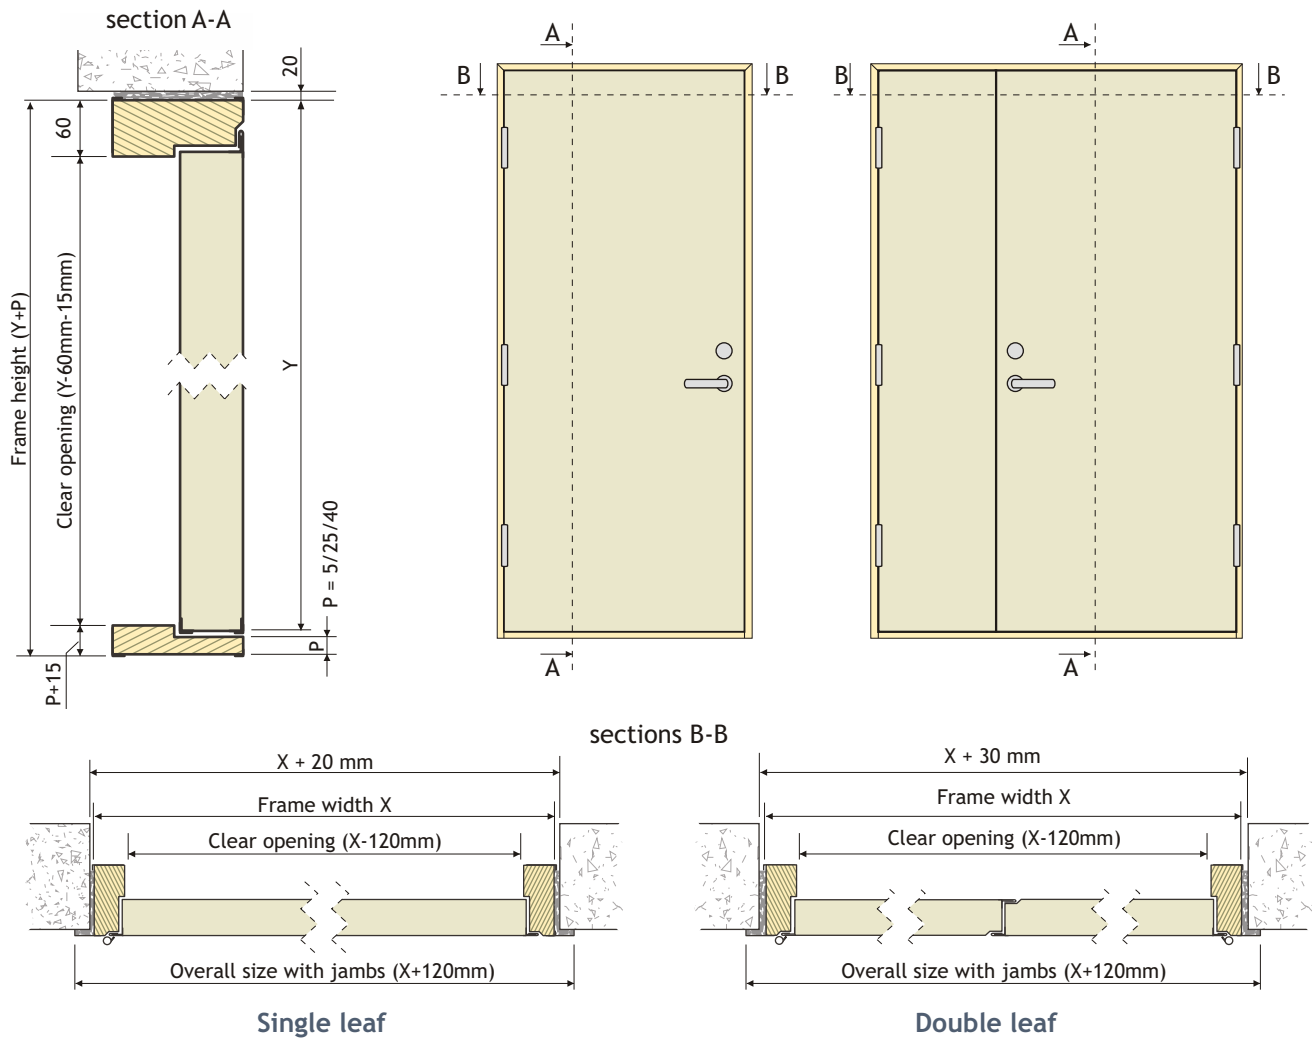 section A-A
20
60
Frame height (Y+P)
Clear opening (Y-60mm-15mm)
Y
P = 5/25/40
P
P+15
A
B
B
A
A
B
B
A
sections B-B
X + 20 mm
Frame width X
Clear opening (X-120mm)
Overall size with jambs (X+120mm)
Single leaf
X + 30 mm
Frame width X
Clear opening (X-120mm)
Overall size with jambs (X+120mm)
Double leaf